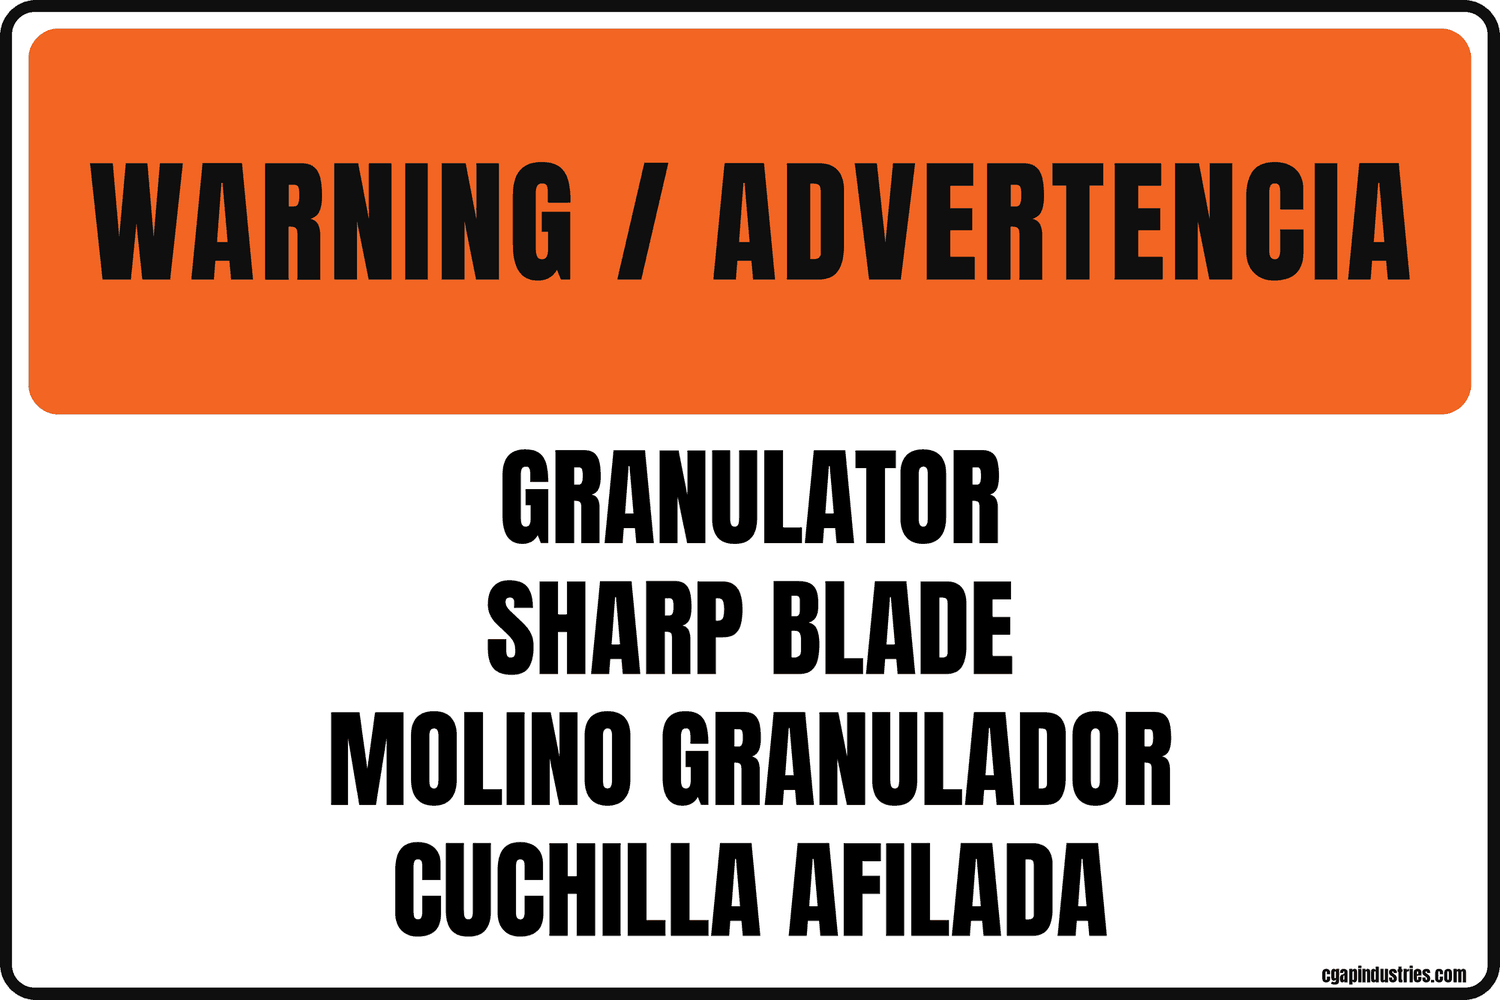 WARNING / ADVERTENCIA
GRANULATOR
SHARP BLADE
MOLINO GRANULADOR
CUCHILLA AFILADA
cgapindustries.com